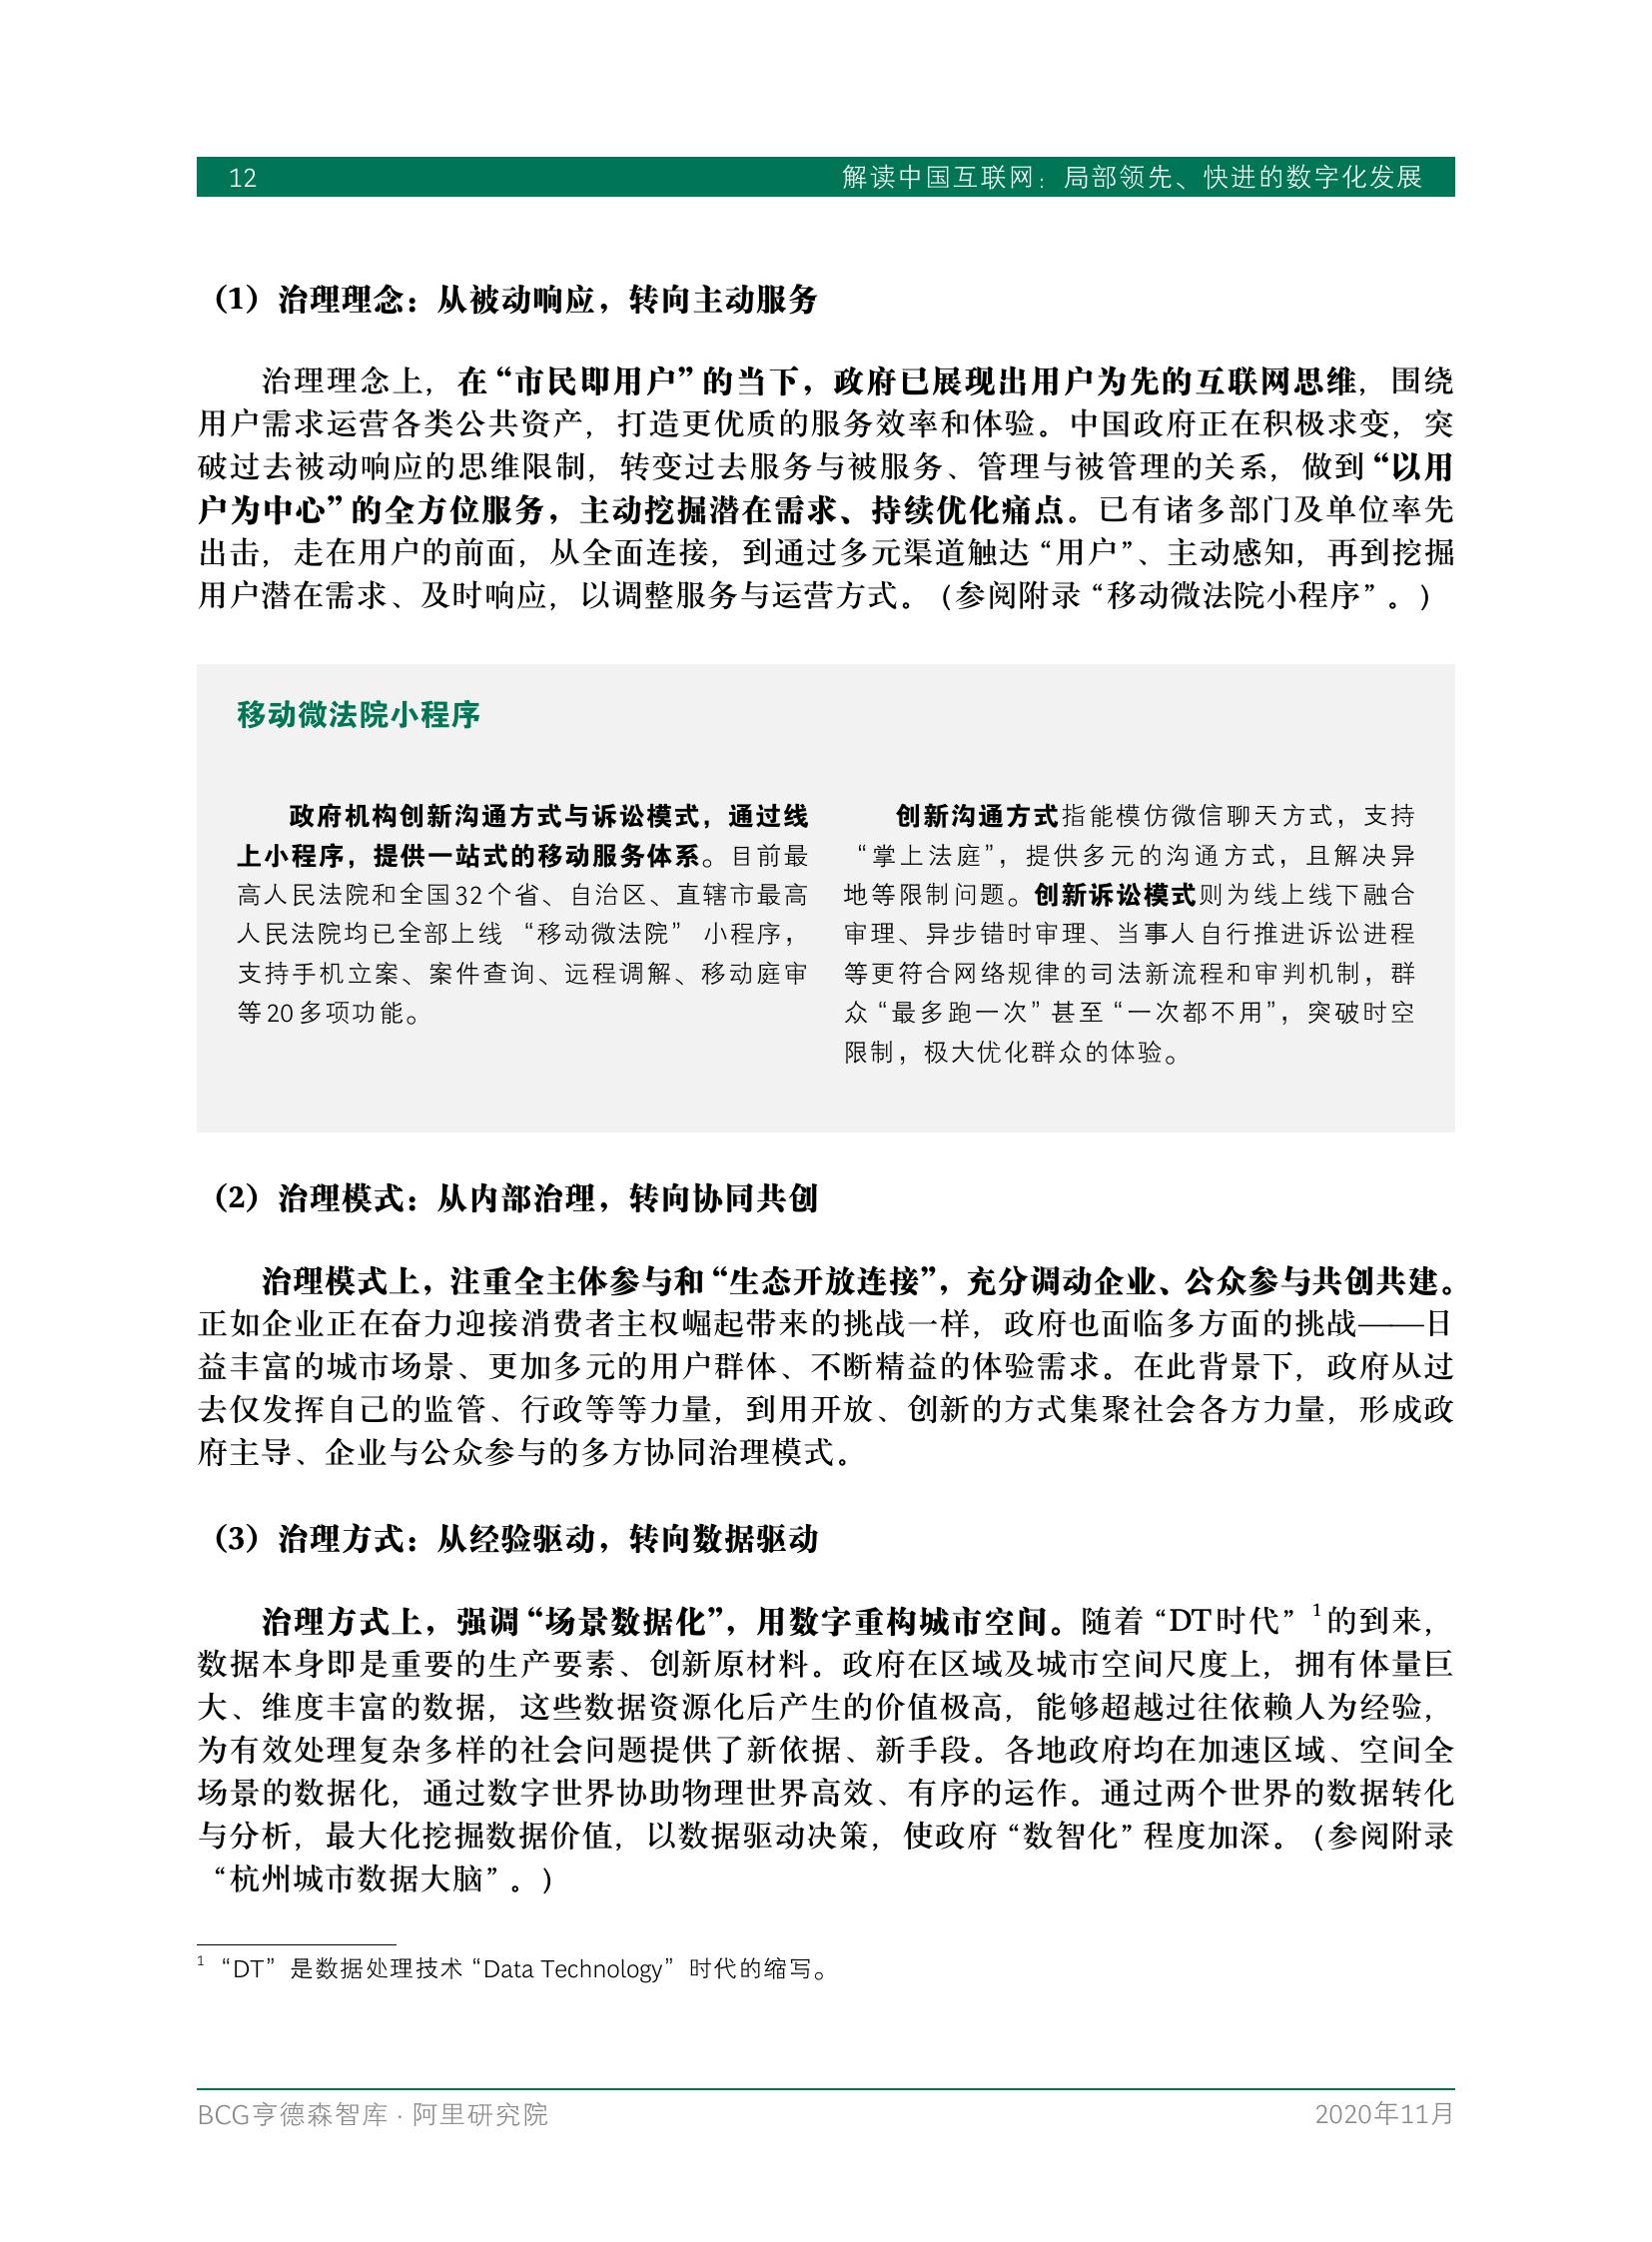 12
解读中国互联网：局部领先、快进的数字化发展
（1）治理理念：从被动响应，转向主动服务
治理理念上，在“市民即用户”的当下，政府已展现出用户为先的互联网思维，围绕
用户需求运营各类公共资产，打造更优质的服务效率和体验。中国政府正在积极求变，突
破过去被动响应的思维限制，转变过去服务与被服务、管理与被管理的关系，做到“以用
户为中心”的全方位服务，主动挖掘潜在需求、持续优化痛点。已有诸多部门及单位率先
出击，走在用户的前面，从全面连接，到通过多元渠道触达“用户”、主动感知，再到挖掘
用户潜在需求、及时响应，以调整服务与运营方式。（参阅附录“移动微法院小程序”。）
移动微法院小程序
政府机构创新沟通方式与诉讼模式，通过线
上小程序，提供一站式的移动服务体系。目前最
高人民法院和全国32个省、自治区、直辖市最高
人民法院均已全部上线“移动微法院”小程序，
支持手机立案、案件查询、远程调解、移动庭审
等20多项功能。
创新沟通方式指能模仿微信聊天方式，支持
“掌上法庭”，提供多元的沟通方式，且解决异
地等限制问题。创新诉讼模式则为线上线下融合
审理、异步错时审理、当事人自行推进诉讼进程
等更符合网络规律的司法新流程和审判机制，群
众“最多跑一次”甚至“一次都不用”，突破时空
限制，极大优化群众的体验。
（2）治理模式：从内部治理，转向协同共创
治理模式上，注重全主体参与和“生态开放连接”，充分调动企业、公众参与共创共建。
正如企业正在奋力迎接消费者主权崛起带来的挑战一样，政府也面临多方面的挑战——日
益丰富的城市场景、更加多元的用户群体、不断精益的体验需求。在此背景下，政府从过
去仅发挥自己的监管、行政等等力量，到用开放、创新的方式集聚社会各方力量，形成政
府主导、企业与公众参与的多方协同治理模式。
（3）治理方式：从经验驱动，转向数据驱动
治理方式上，强调“场景数据化”，用数字重构城市空间。随着“DT时代”1的到来，
数据本身即是重要的生产要素、创新原材料。政府在区域及城市空间尺度上，拥有体量巨
大、维度丰富的数据，这些数据资源化后产生的价值极高，能够超越过往依赖人为经验，
为有效处理复杂多样的社会问题提供了新依据、新手段。各地政府均在加速区域、空间全
场景的数据化，通过数字世界协助物理世界高效、有序的运作。通过两个世界的数据转化
与分析，最大化挖掘数据价值，以数据驱动决策，使政府“数智化”程度加深。（参阅附录
“杭州城市数据大脑”。）
1 “DT”是数据处理技术“Data Technology”时代的缩写。
BCG亨德森智库 · 阿里研究院
2020年11月